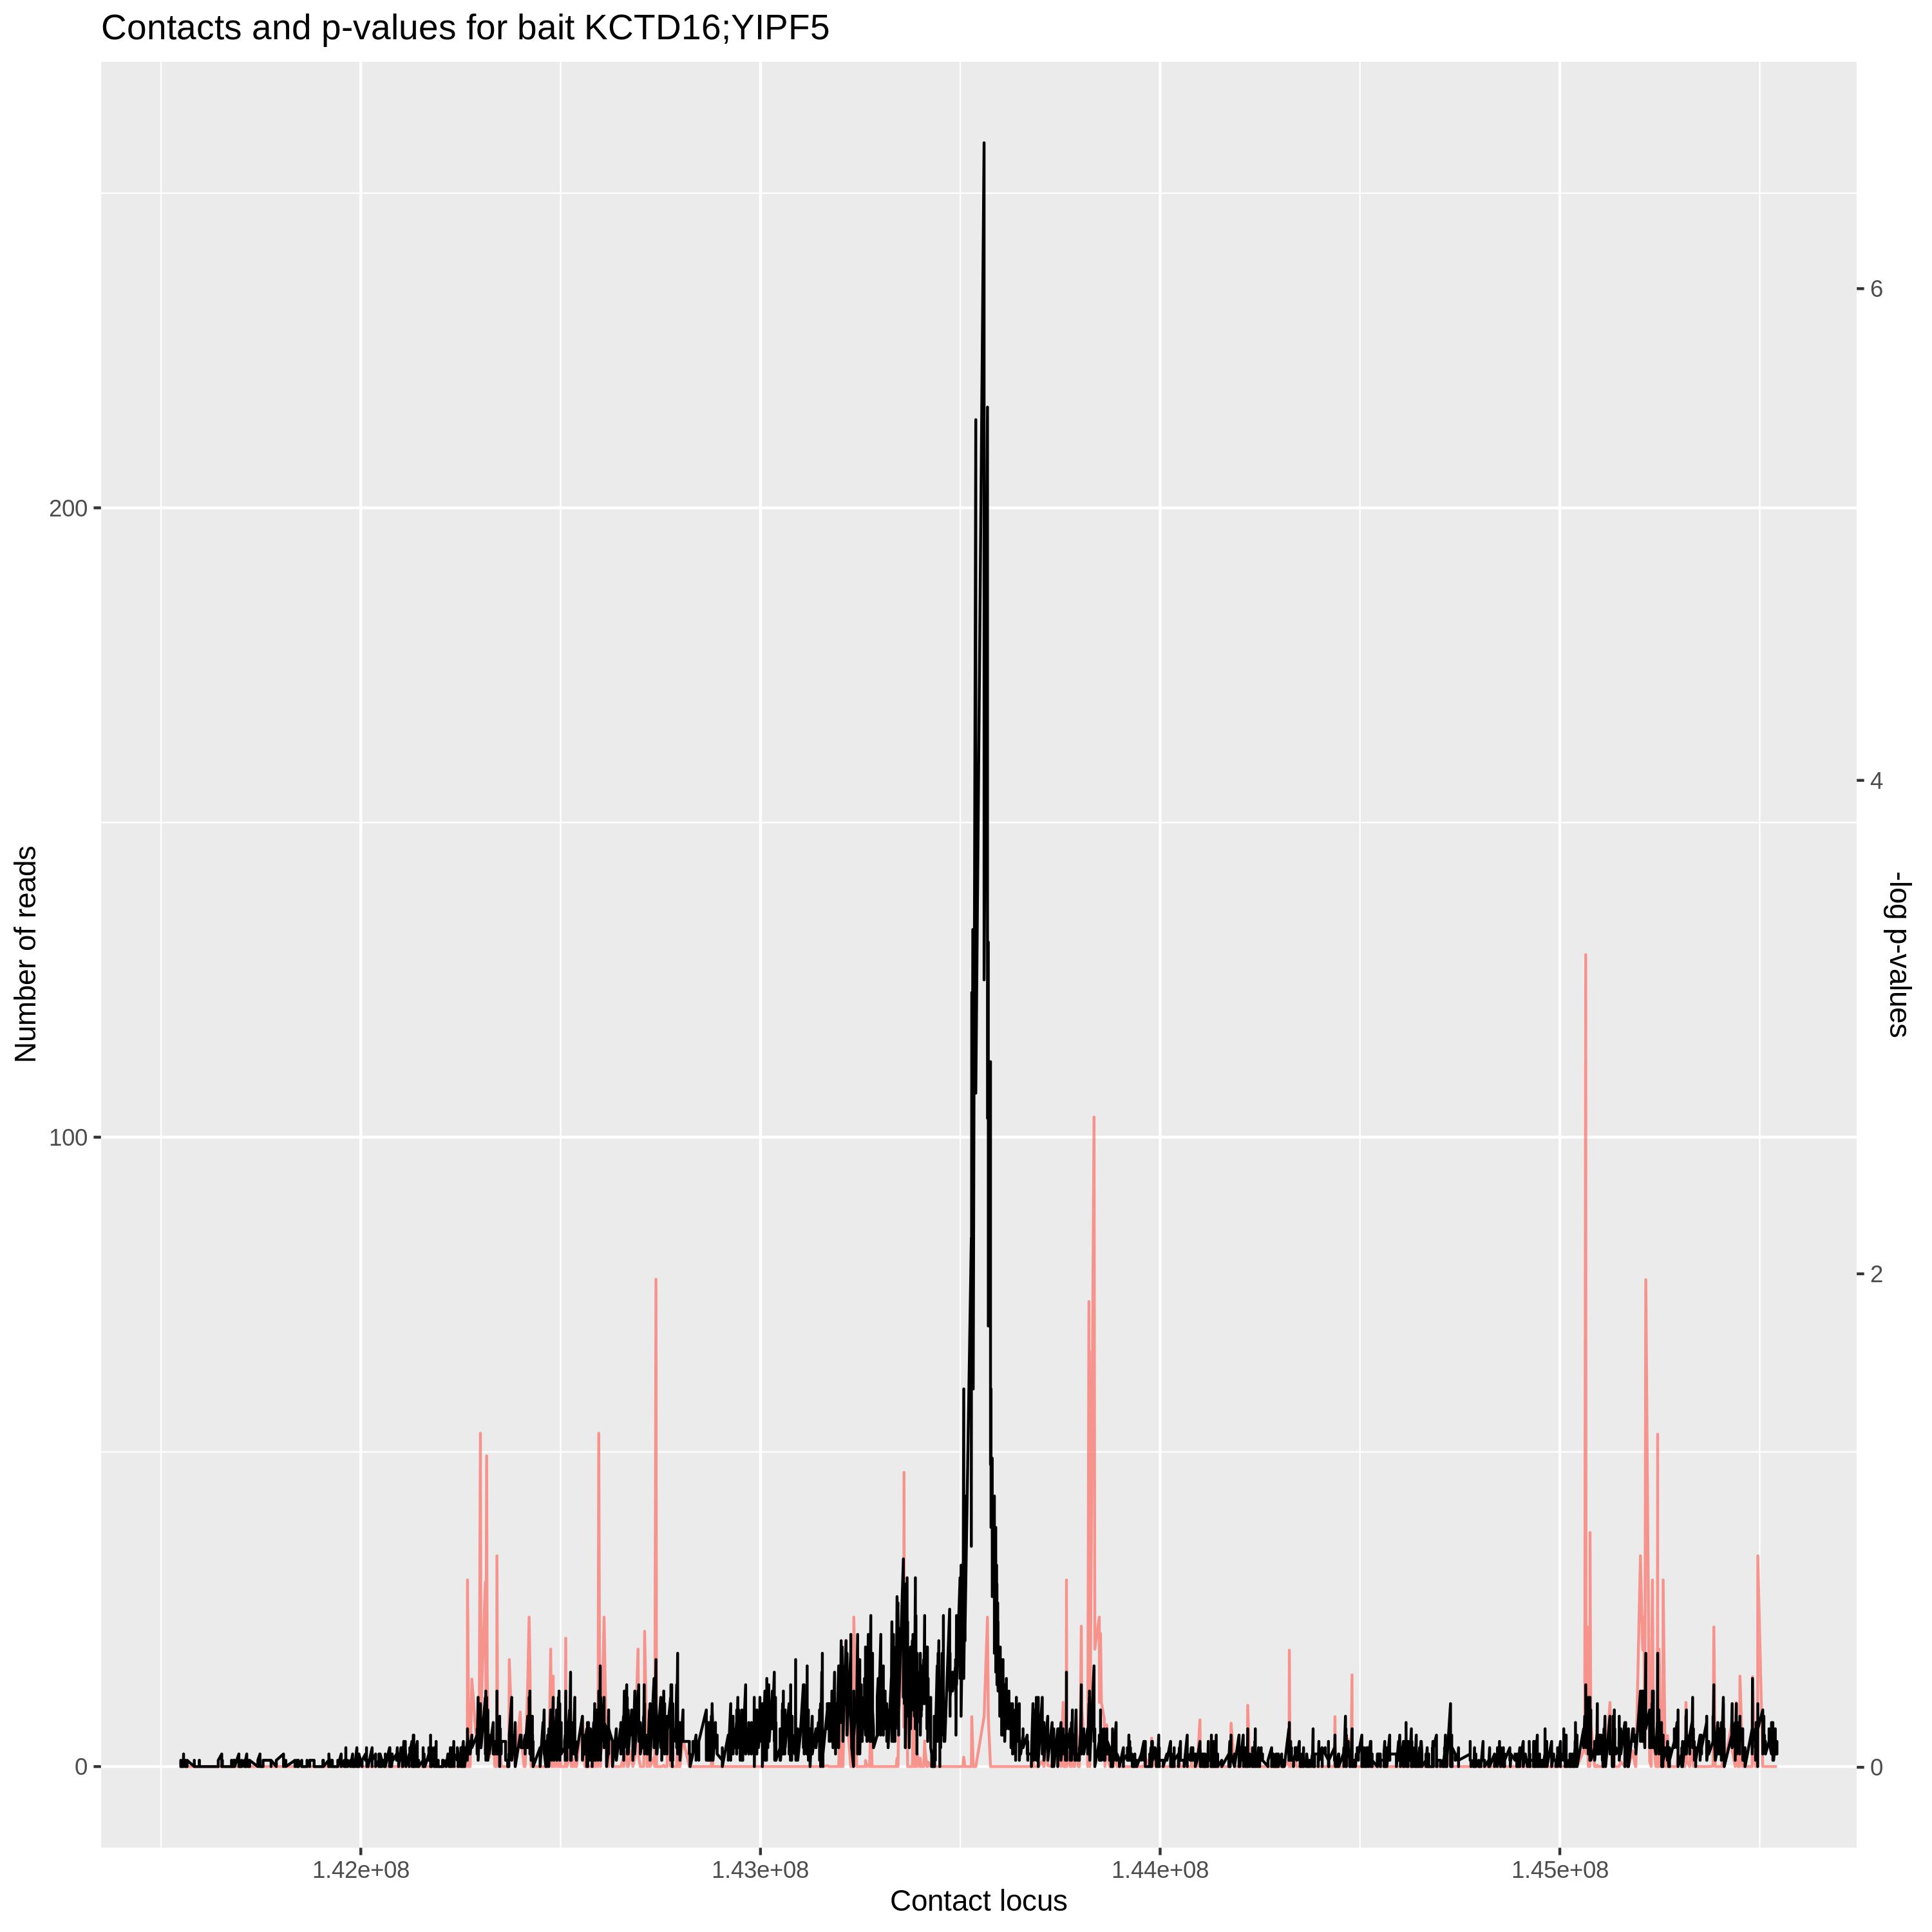 Contacts and p-values for bait KCTD16;YIPF5
Number of reads
200
100
0
6
4
2
0
-log p-values
1.42e+08
1.43e+08
1.44e+08
1.45e+08
Contact locus